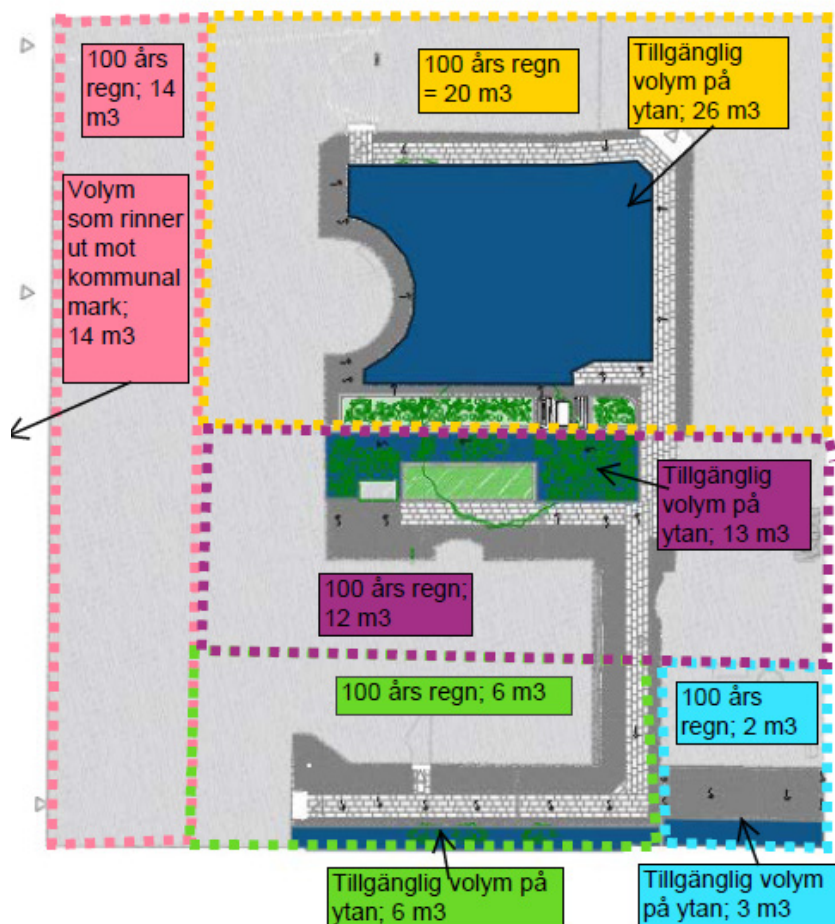 100 års
regn; 14
m3
100 års regn
= 20 m3
Tillgänglig
volym på
ytan; 26 m3
Volym
som rinner
ut mot
kommunal
mark;
14 m3
Tillgänglig
volym på
ytan; 13 m3
100 års regn;
12 m3
100 års regn; 6 m3
100 års
regn; 2 m3
Tillgänglig volym på
ytan; 6 m3
Tillgänglig volym
på ytan; 3 m3